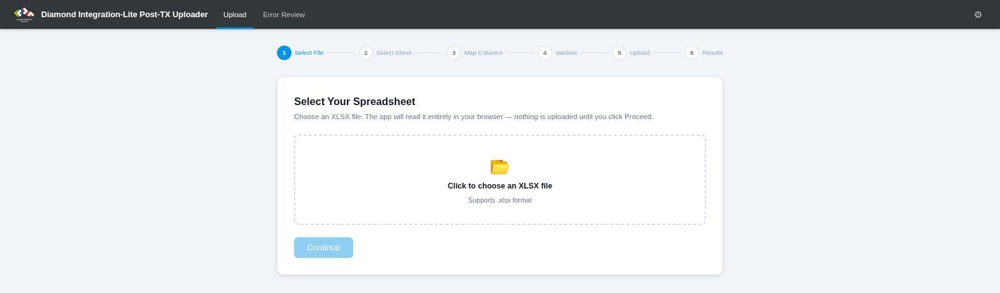 Diamond Integration-Lite Post-TX Uploader
Upload
Error Review
1 Select File
2 Select Sheet
3 Map Columns
4 Validate
5 Upload
6 Results
Select Your Spreadsheet
Choose an XLSX file. The app will read it entirely in your browser — nothing is uploaded until you click Proceed.
Click to choose an XLSX file
Supports .xlsx format
Continue